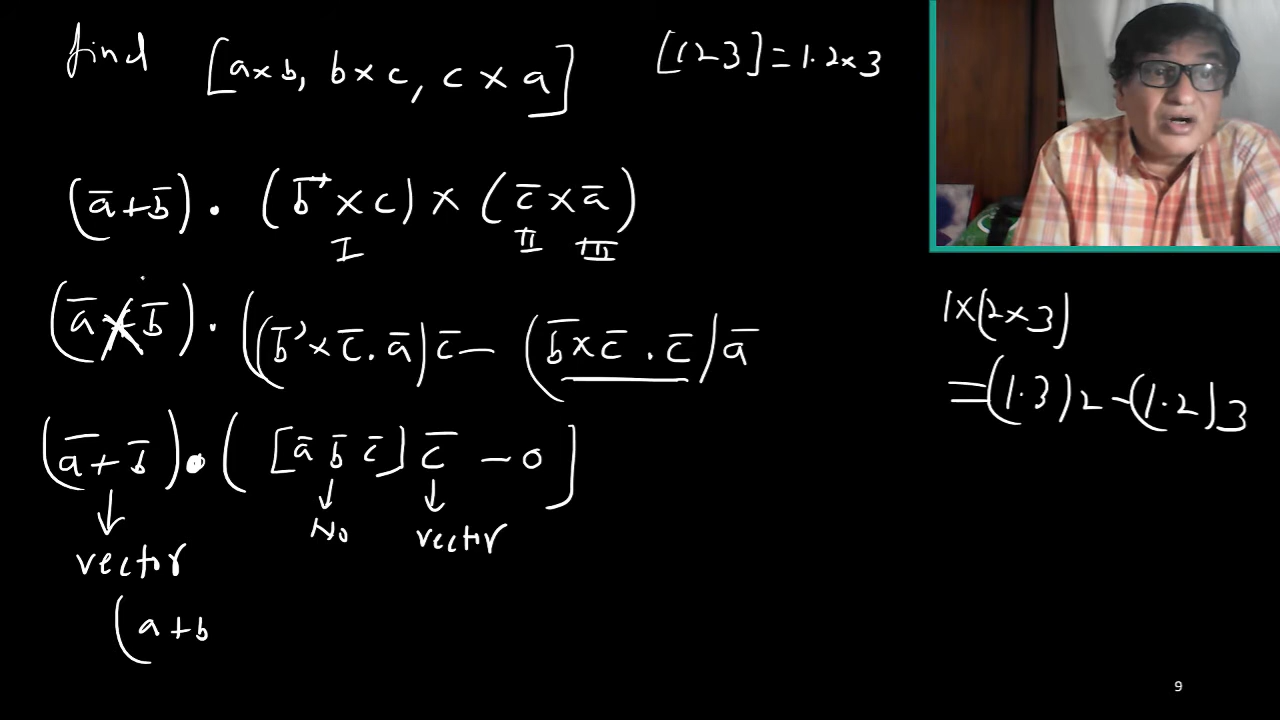 find [a×b, b×c, c×a] [123]=1·2×3
(a̅+b̅)·(b⃗×c)×(c̅×a̅)
I II III
(a̅×b̅)·((b̅×c̅·a̅)c̅−(b̅×c̅·c̅)a̅
(a̅+b̅)·([a̅ b̅ c̅]c̅−0]
↓ ↓ ↓
vector No vector
(a+b
1×(2×3)
=(1·3)2−(1·2)3
9